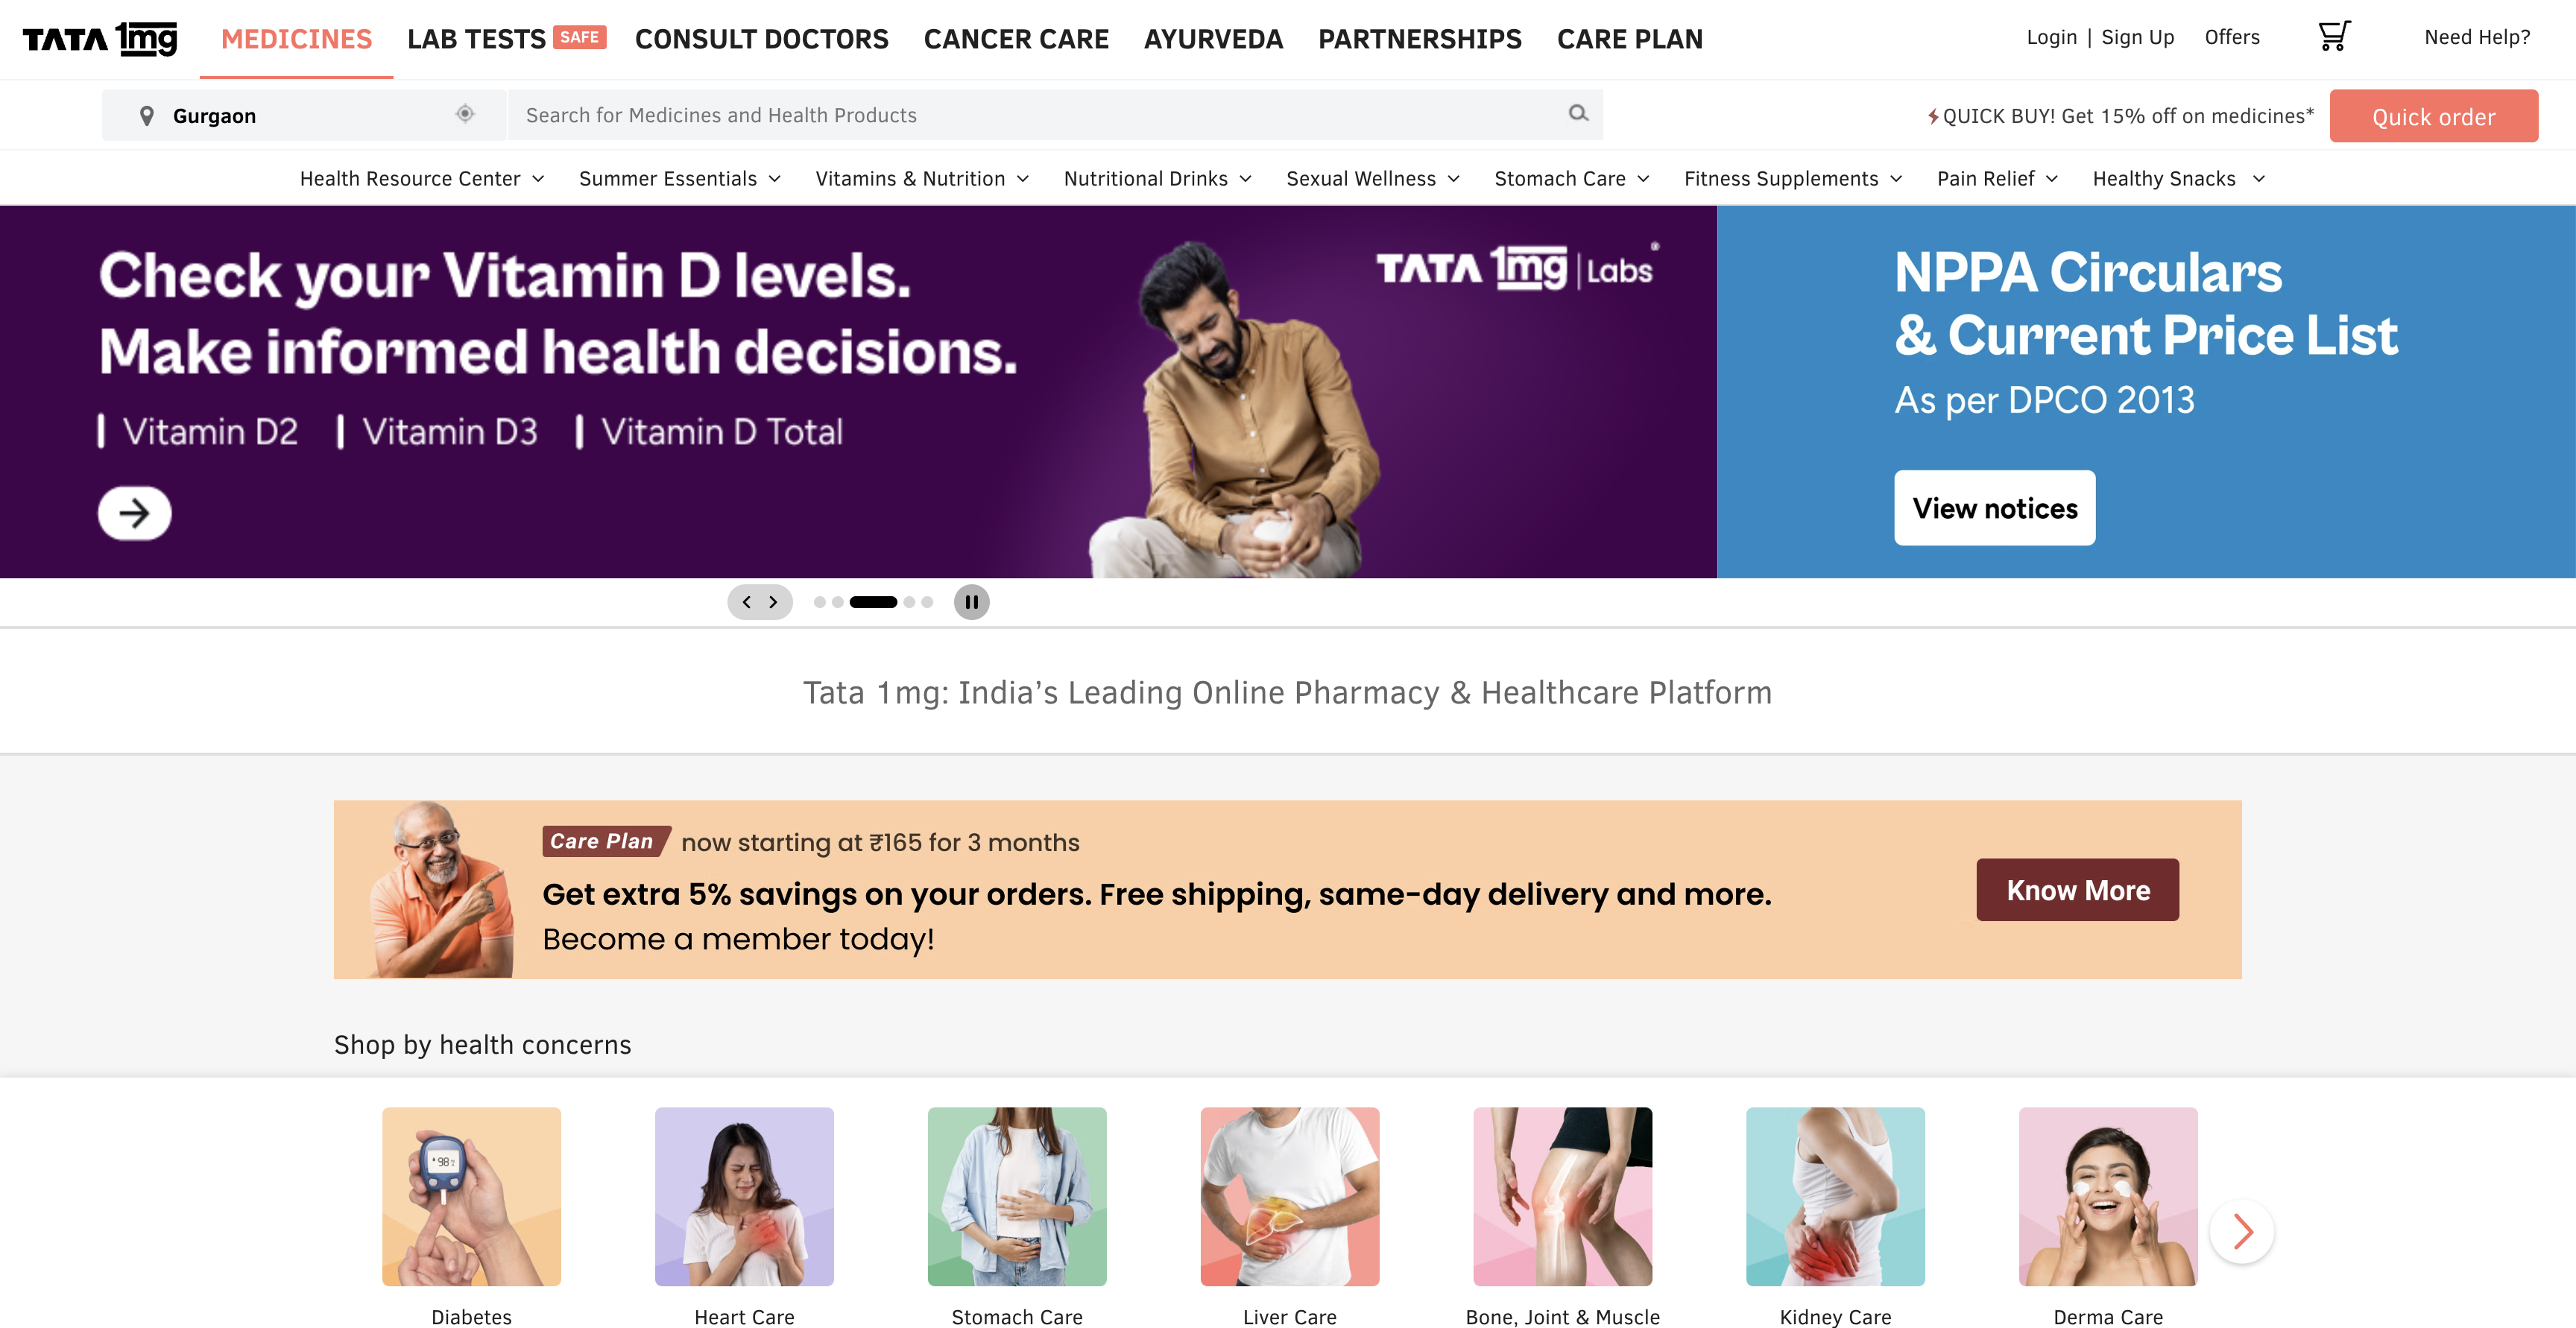 TATA 1mg
MEDICINES LAB TESTS SAFE CONSULT DOCTORS CANCER CARE AYURVEDA PARTNERSHIPS CARE PLAN
Login | Sign Up Offers Need Help?
Gurgaon
Search for Medicines and Health Products
QUICK BUY! Get 15% off on medicines*
Quick order
Health Resource Center Summer Essentials Vitamins & Nutrition Nutritional Drinks Sexual Wellness Stomach Care Fitness Supplements Pain Relief Healthy Snacks
Check your Vitamin D levels.
Make informed health decisions.
| Vitamin D2 | Vitamin D3 | Vitamin D Total
TATA 1mg | Labs
NPPA Circulars
& Current Price List
As per DPCO 2013
View notices
Tata 1mg: India’s Leading Online Pharmacy & Healthcare Platform
Care Plan now starting at ₹165 for 3 months
Get extra 5% savings on your orders. Free shipping, same-day delivery and more.
Become a member today!
Know More
Shop by health concerns
98
Diabetes
Heart Care
Stomach Care
Liver Care
Bone, Joint & Muscle
Kidney Care
Derma Care